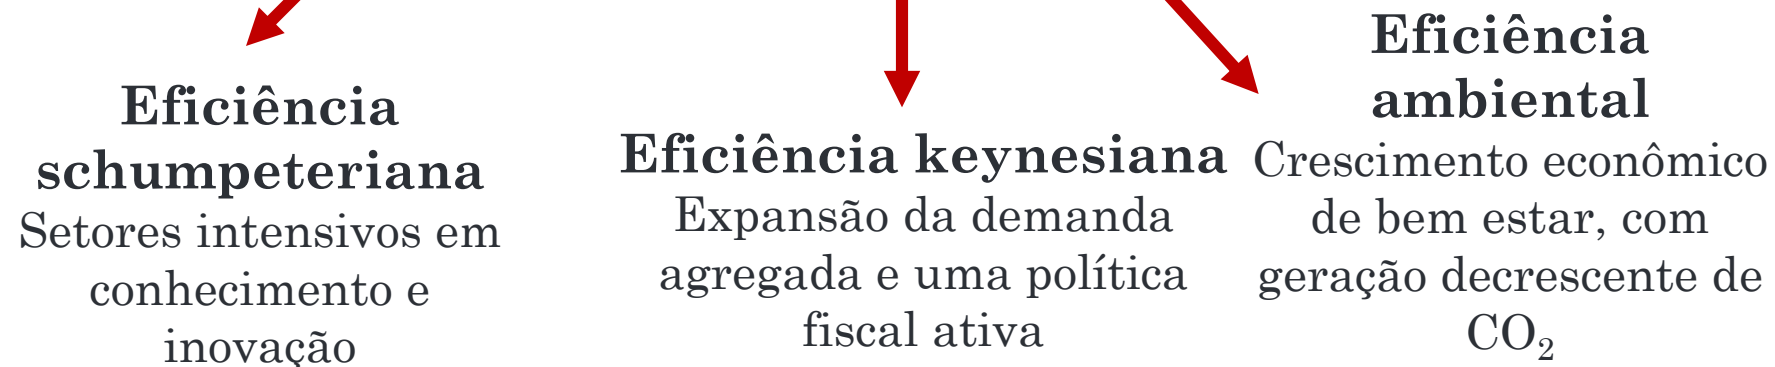 Eficiência
schumpeteriana
Setores intensivos em
conhecimento e
inovação
Eficiência keynesiana
Expansão da demanda
agregada e uma política
fiscal ativa
Eficiência
ambiental
Crescimento econômico
de bem estar, com
geração decrescente de
CO₂